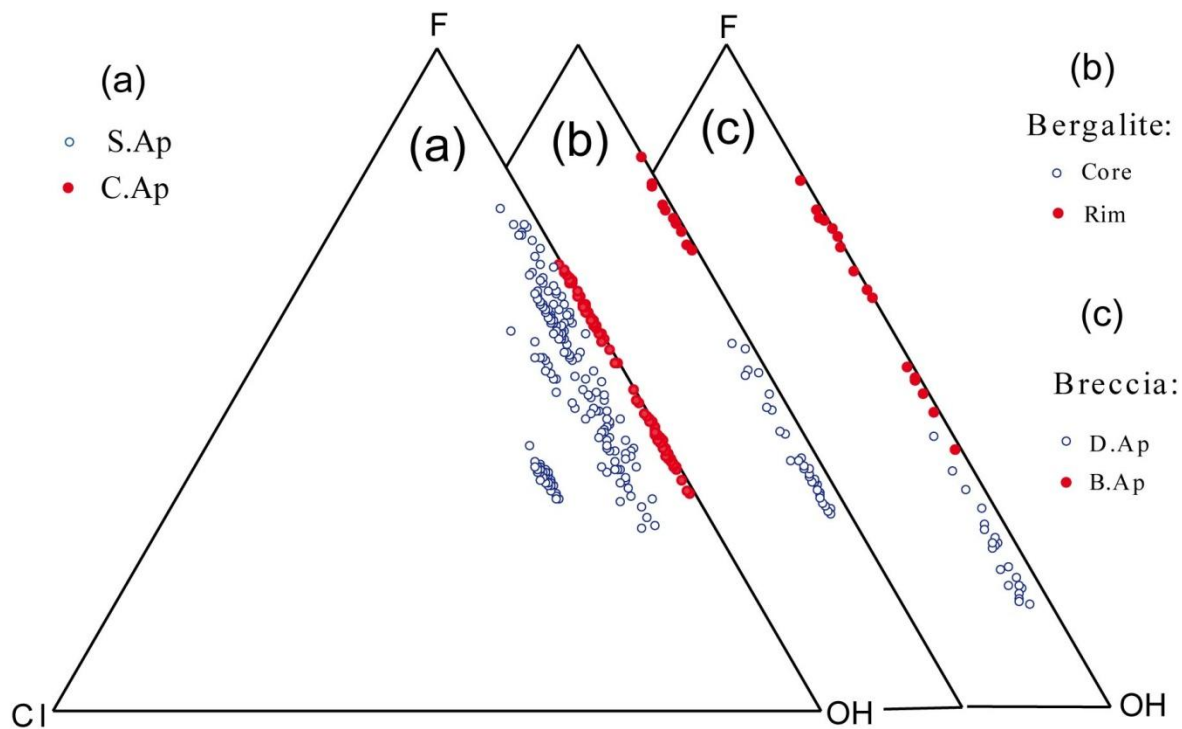 F
F
(a)
S.Ap
C.Ap
(a)
(b)
(c)
(b)
Bergalite:
Core
Rim
(c)
Breccia:
D.Ap
B.Ap
Cl
OH
OH